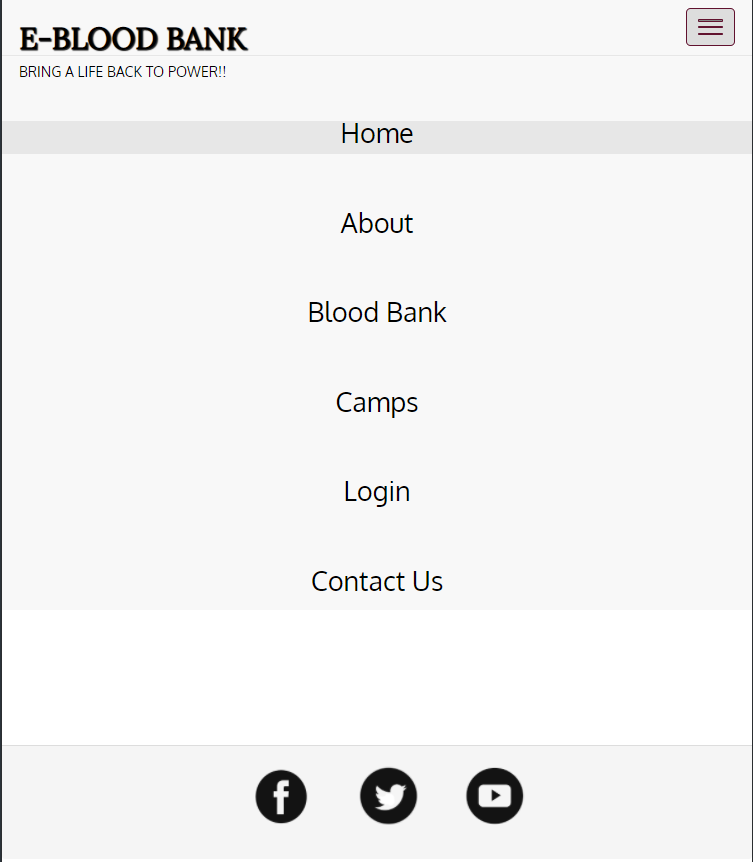 E-BLOOD BANK
BRING A LIFE BACK TO POWER!!
Home
About
Blood Bank
Camps
Login
Contact Us